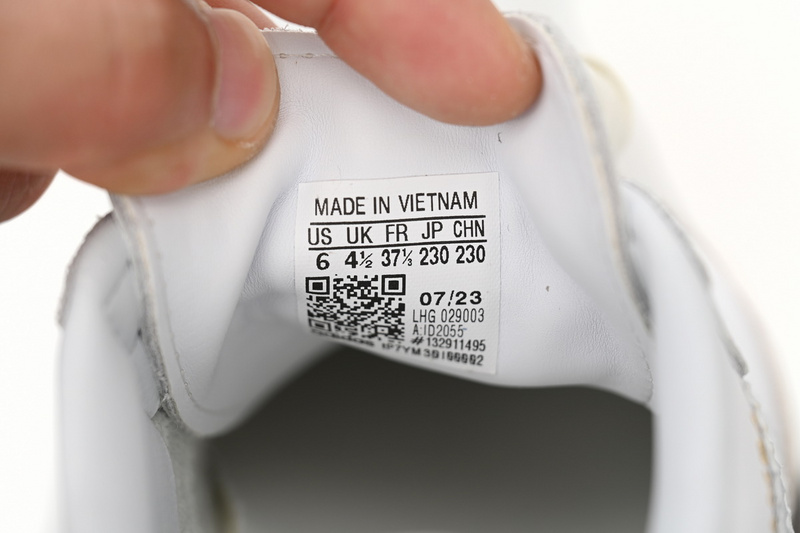 MADE IN VIETNAM
US UK FR JP CHN
6 4½ 37⅓ 230 230
07/23
LHG 029003
A:ID2055
#132911495